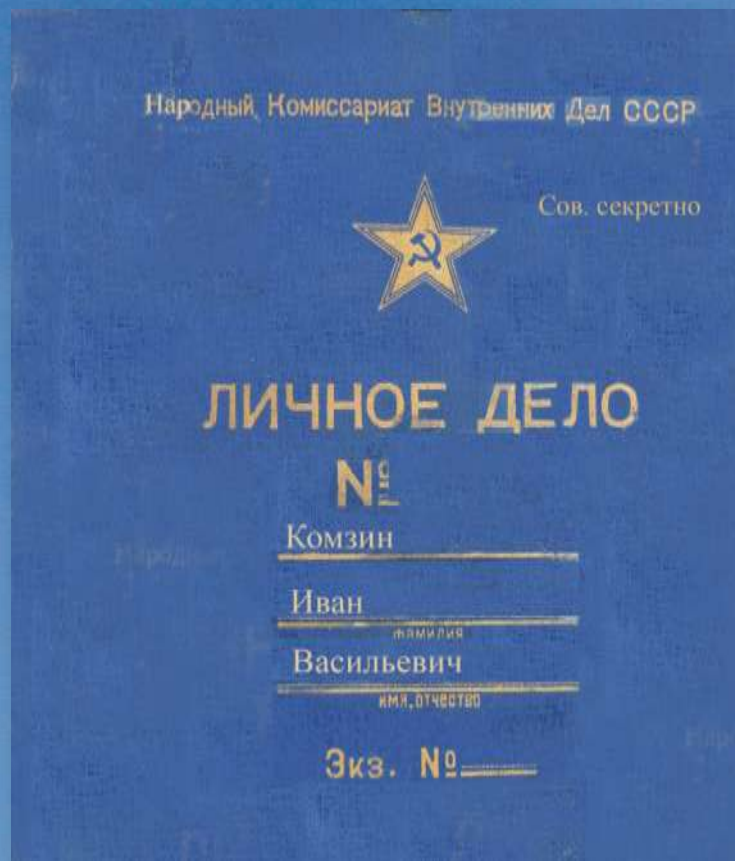 Народный Комиссариат Внутренних Дел СССР
Сов. секретно
ЛИЧНОЕ ДЕЛО
№
Комзин
Иван
фамилия
Васильевич
имя, отчество
Экз. №